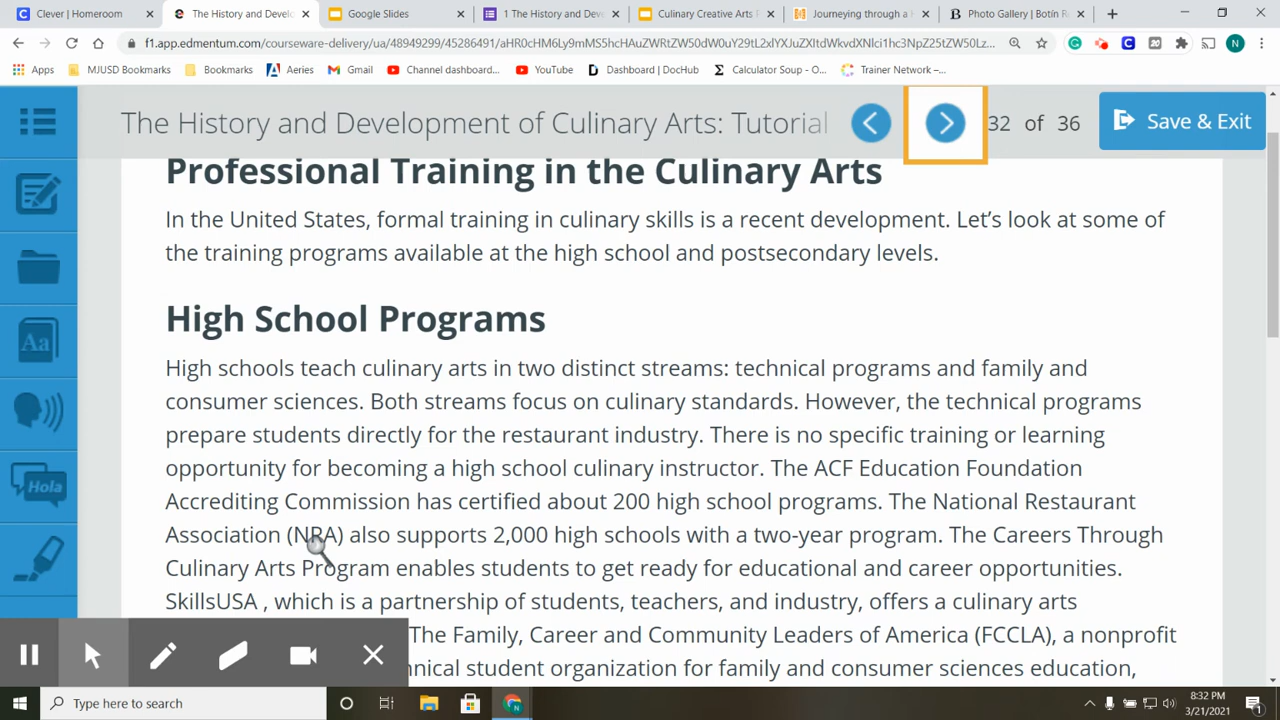 Clever | Homeroom
The History and Develo
Google Slides
1 The History and Dev
Culinary Creative Arts
Journeying through a
Photo Gallery | Botín R
f1.app.edmentum.com/courseware-delivery/ua/
Apps
MJUSD Bookmarks
Bookmarks
Aeries
Gmail
Channel dashboard...
YouTube
Dashboard | DocHub
Calculator Soup - O...
Trainer Network –...
The History and Development of Culinary Arts: Tutorial
32 of 36
Save & Exit
Professional Training in the Culinary Arts
In the United States, formal training in culinary skills is a recent development. Let’s look at some of
the training programs available at the high school and postsecondary levels.
High School Programs
High schools teach culinary arts in two distinct streams: technical programs and family and
consumer sciences. Both streams focus on culinary standards. However, the technical programs
prepare students directly for the restaurant industry. There is no specific training or learning
opportunity for becoming a high school culinary instructor. The ACF Education Foundation
Accrediting Commission has certified about 200 high school programs. The National Restaurant
Association (NRA) also supports 2,000 high schools with a two-year program. The Careers Through
Culinary Arts Program enables students to get ready for educational and career opportunities.
SkillsUSA , which is a partnership of students, teachers, and industry, offers a culinary arts
The Family, Career and Community Leaders of America (FCCLA), a nonprofit
student organization for family and consumer sciences education,
Aa
Hola
Type here to search
8:32 PM
3/21/2021